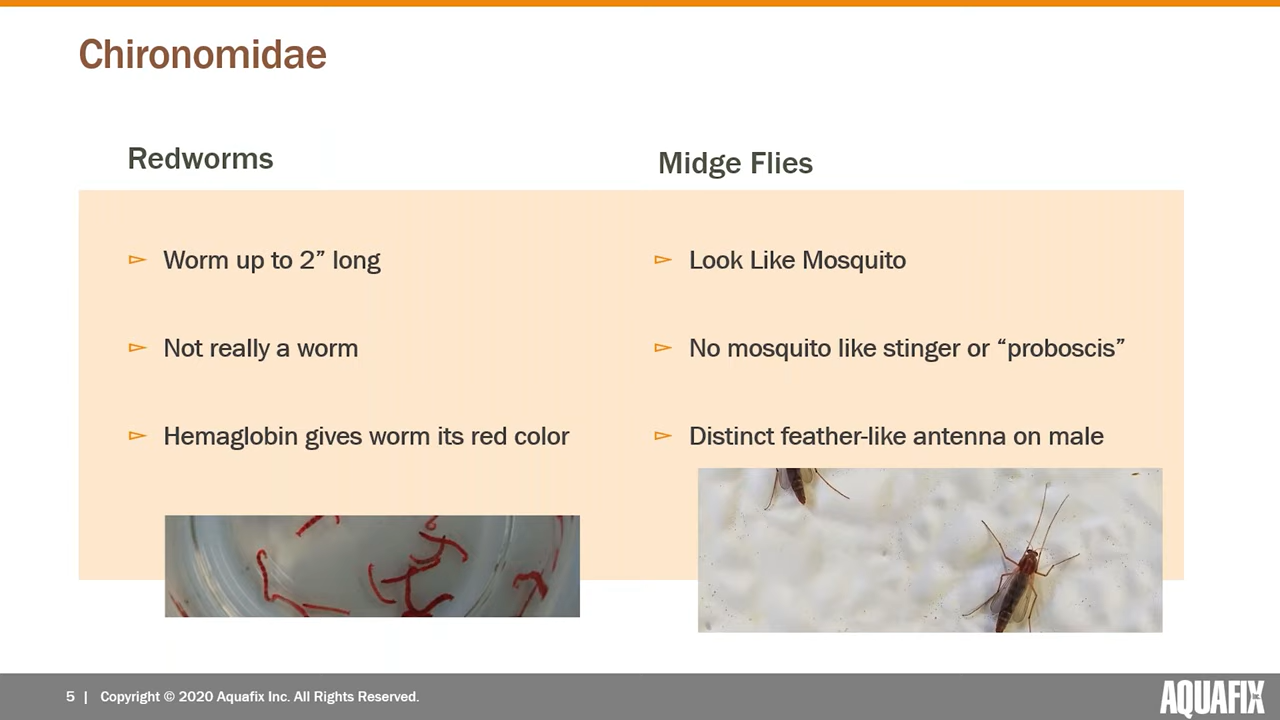 Chironomidae
Redworms
Worm up to 2” long
Not really a worm
Hemaglobin gives worm its red color
Midge Flies
Look Like Mosquito
No mosquito like stinger or “proboscis”
Distinct feather-like antenna on male
5 | Copyright © 2020 Aquafix Inc. All Rights Reserved.
AQUAFIX INC.